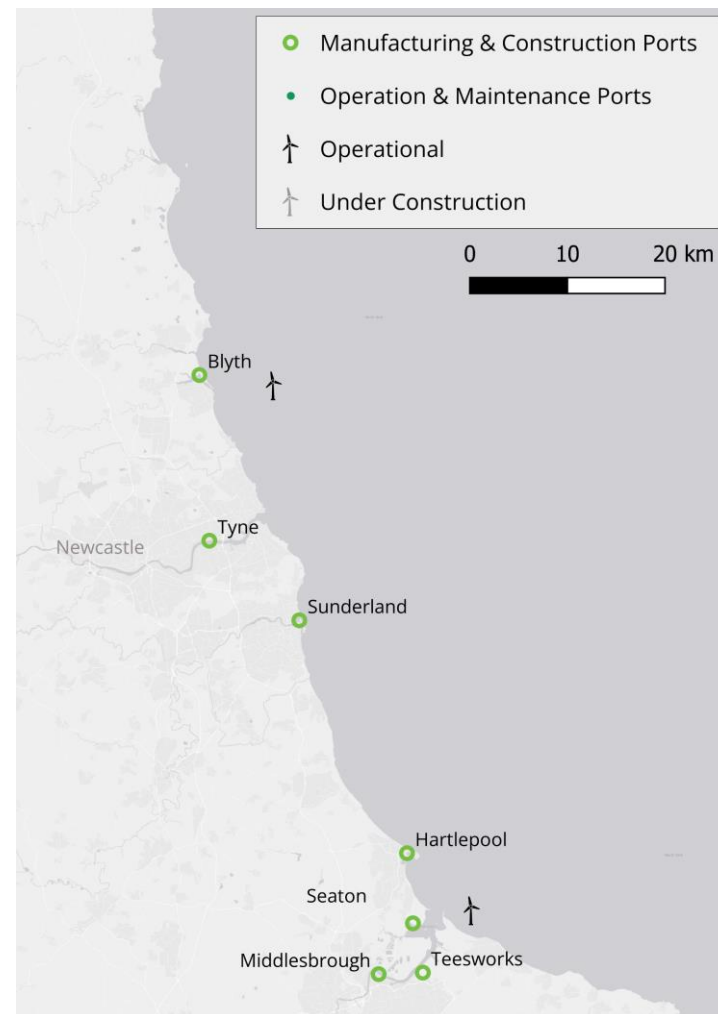 Manufacturing & Construction Ports
Operation & Maintenance Ports
Operational
Under Construction
0 10 20 km
Blyth
Tyne
Newcastle
Sunderland
Hartlepool
Seaton
Middlesbrough
Teesworks